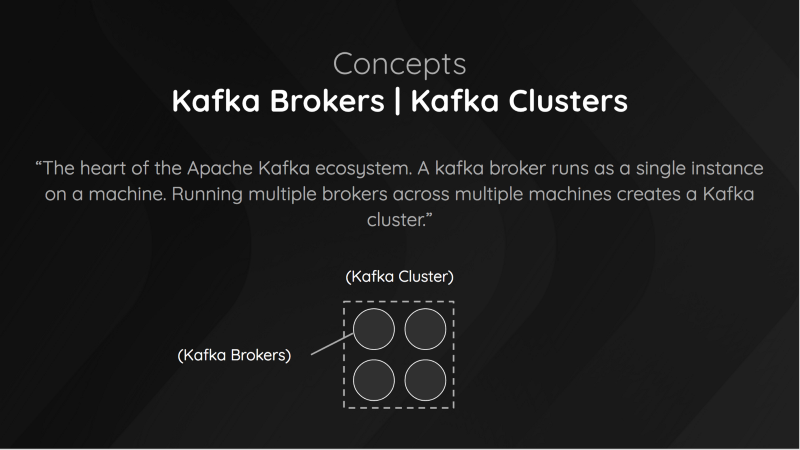 Concepts
Kafka Brokers | Kafka Clusters
“The heart of the Apache Kafka ecosystem. A kafka broker runs as a single instance
on a machine. Running multiple brokers across multiple machines creates a Kafka
cluster.”
(Kafka Cluster)
(Kafka Brokers)